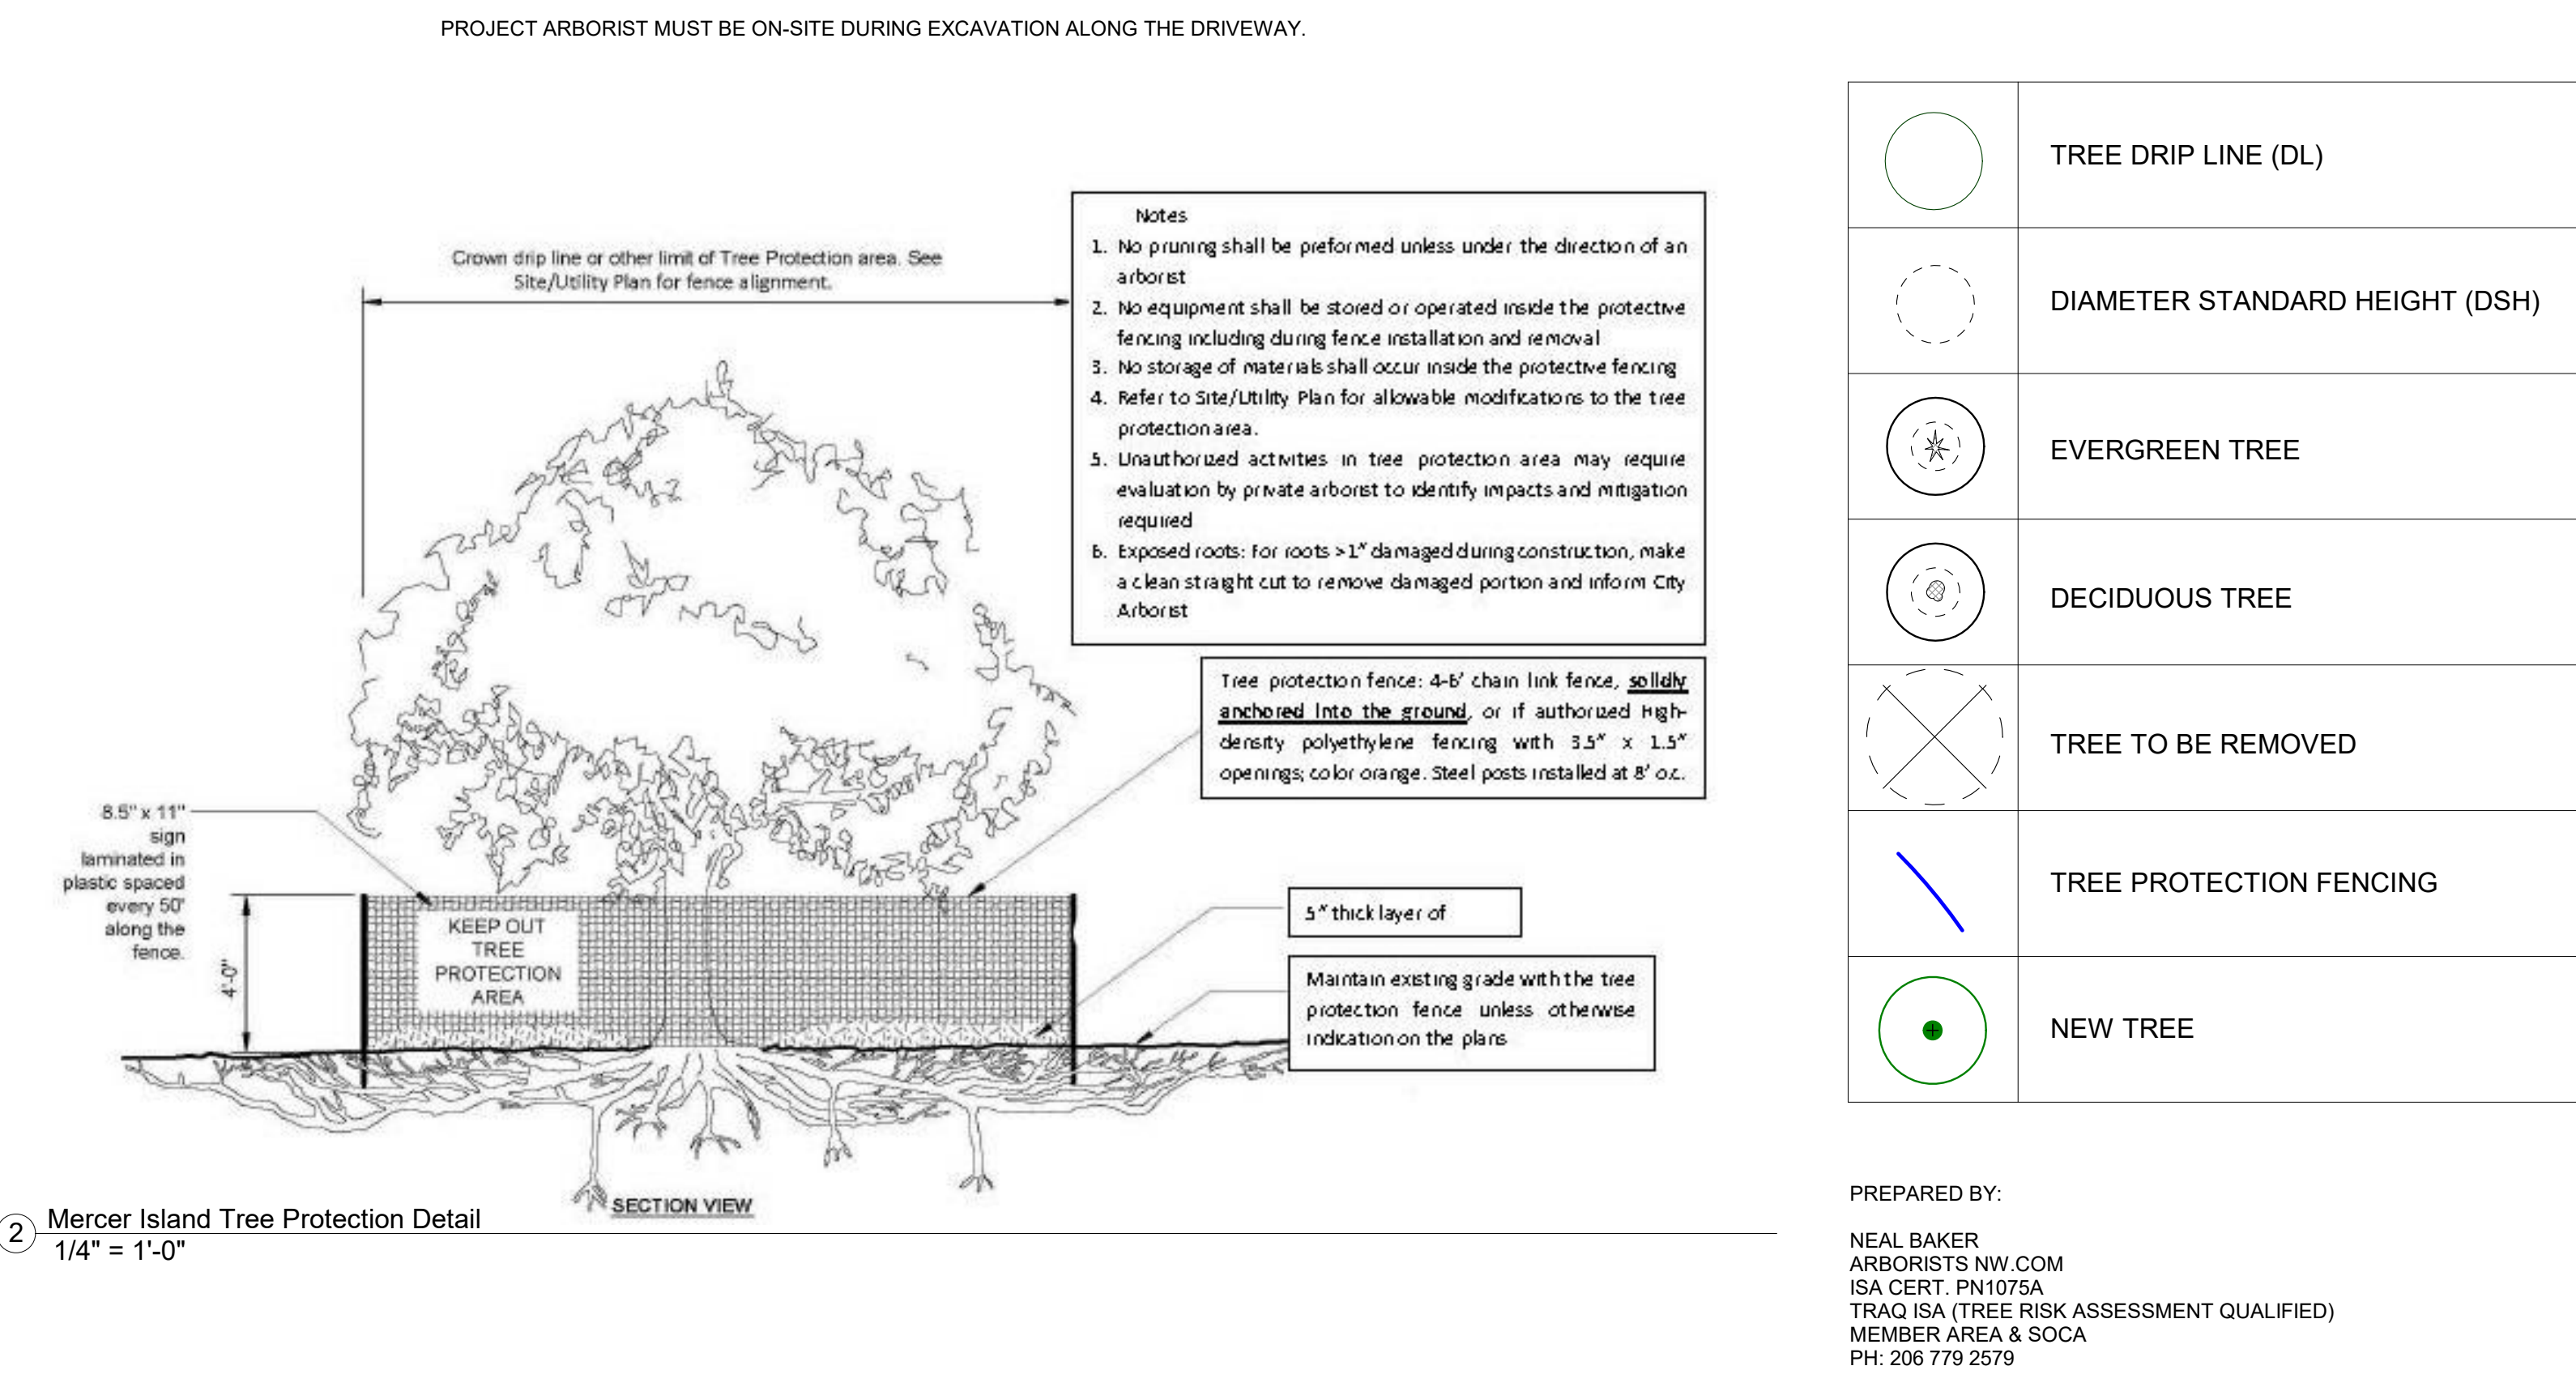 PROJECT ARBORIST MUST BE ON-SITE DURING EXCAVATION ALONG THE DRIVEWAY.
Crown drip line or other limit of Tree Protection area. See
Site/Utility Plan for fence alignment.
Notes
1. No pruning shall be preformed unless under the direction of an
arborist
2. No equipment shall be stored or operated inside the protective
fencing including during fence installation and removal
3. No storage of materials shall occur inside the protective fencing
4. Refer to Site/Utility Plan for allowable modifications to the tree
protection area.
5. Unauthorized activities in tree protection area may require
evaluation by private arborist to identify impacts and mitigation
required
6. Exposed roots: For roots >1" damaged during construction, make
a clean straight cut to remove damaged portion and inform City
Arborist
Tree protection fence: 4-6' chain link fence, solidly
anchored into the ground, or if authorized High-
density polyethylene fencing with 3.5" x 1.5"
openings; color orange. Steel posts installed at 8' o.c.
8.5" x 11"
sign
laminated in
plastic spaced
every 50'
along the
fence.
4'-0"
KEEP OUT
TREE
PROTECTION
AREA
5" thick layer of
Maintain existing grade with the tree
protection fence unless otherwise
indication on the plans
SECTION VIEW
2 Mercer Island Tree Protection Detail
1/4" = 1'-0"
TREE DRIP LINE (DL)
DIAMETER STANDARD HEIGHT (DSH)
EVERGREEN TREE
DECIDUOUS TREE
TREE TO BE REMOVED
TREE PROTECTION FENCING
NEW TREE
PREPARED BY:
NEAL BAKER
ARBORISTS NW.COM
ISA CERT. PN1075A
TRAQ ISA (TREE RISK ASSESSMENT QUALIFIED)
MEMBER AREA & SOCA
PH: 206 779 2579